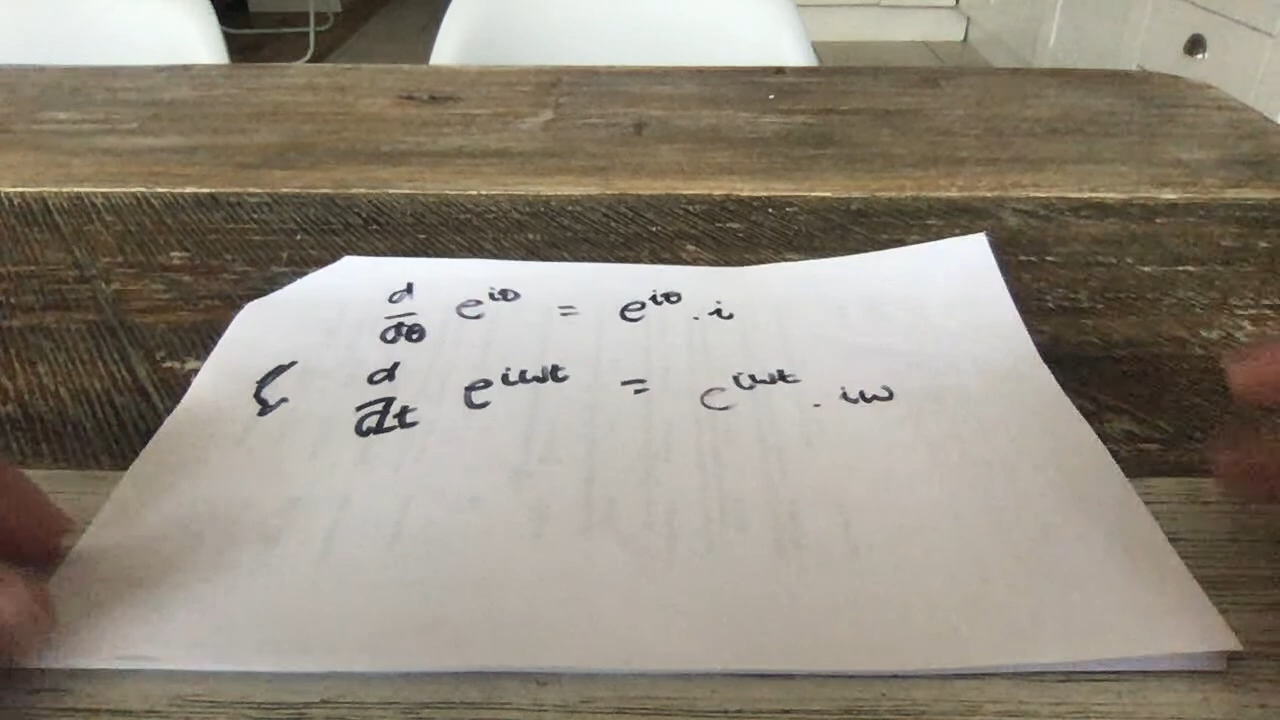 d/dθ e^{iθ} = e^{iθ} . i
{ d/dt e^{iωt} = e^{iωt} . iω